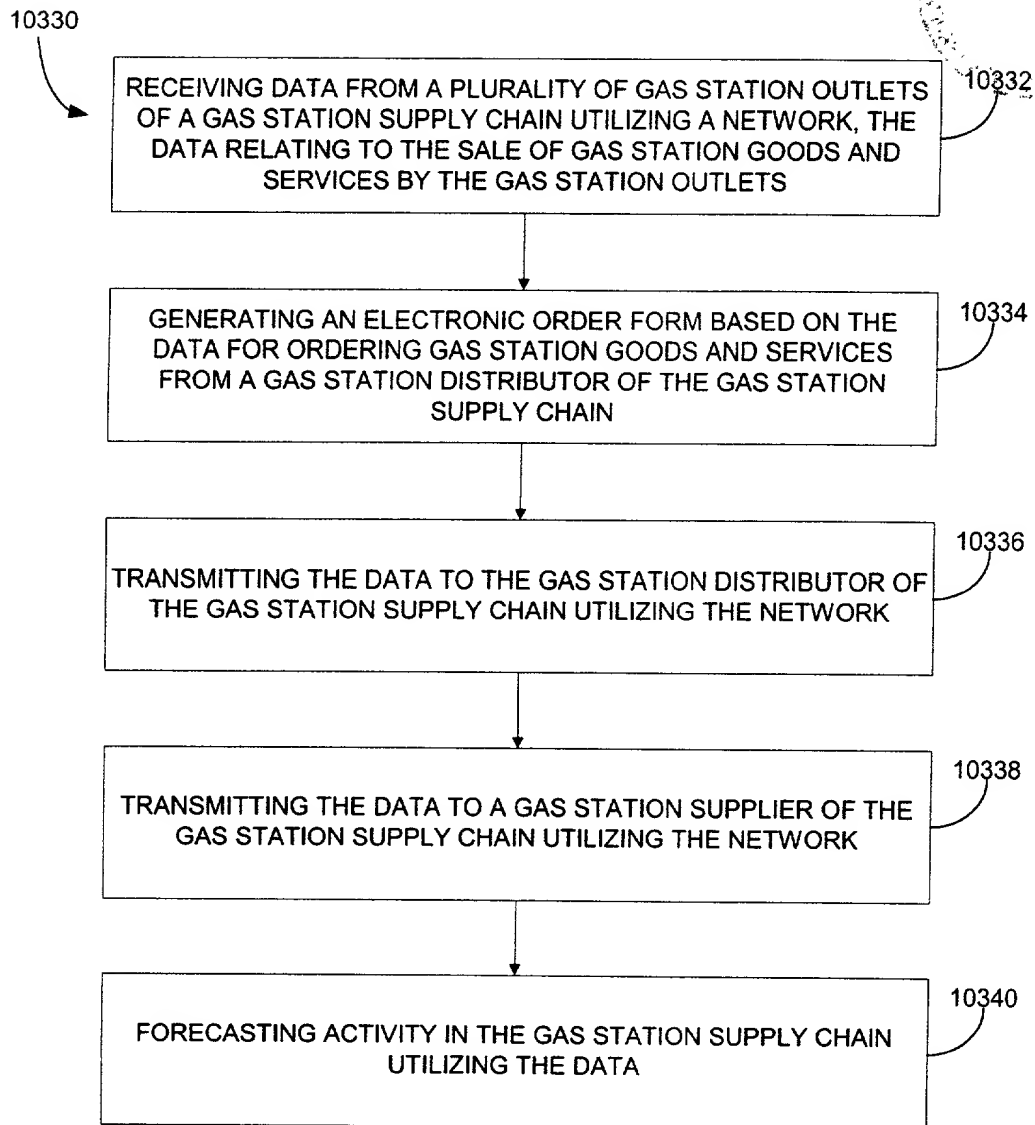 10330
RECEIVING DATA FROM A PLURALITY OF GAS STATION OUTLETS
OF A GAS STATION SUPPLY CHAIN UTILIZING A NETWORK, THE
DATA RELATING TO THE SALE OF GAS STATION GOODS AND
SERVICES BY THE GAS STATION OUTLETS
10332
GENERATING AN ELECTRONIC ORDER FORM BASED ON THE
DATA FOR ORDERING GAS STATION GOODS AND SERVICES
FROM A GAS STATION DISTRIBUTOR OF THE GAS STATION
SUPPLY CHAIN
10334
TRANSMITTING THE DATA TO THE GAS STATION DISTRIBUTOR OF
THE GAS STATION SUPPLY CHAIN UTILIZING THE NETWORK
10336
TRANSMITTING THE DATA TO A GAS STATION SUPPLIER OF THE
GAS STATION SUPPLY CHAIN UTILIZING THE NETWORK
10338
FORECASTING ACTIVITY IN THE GAS STATION SUPPLY CHAIN
UTILIZING THE DATA
10340